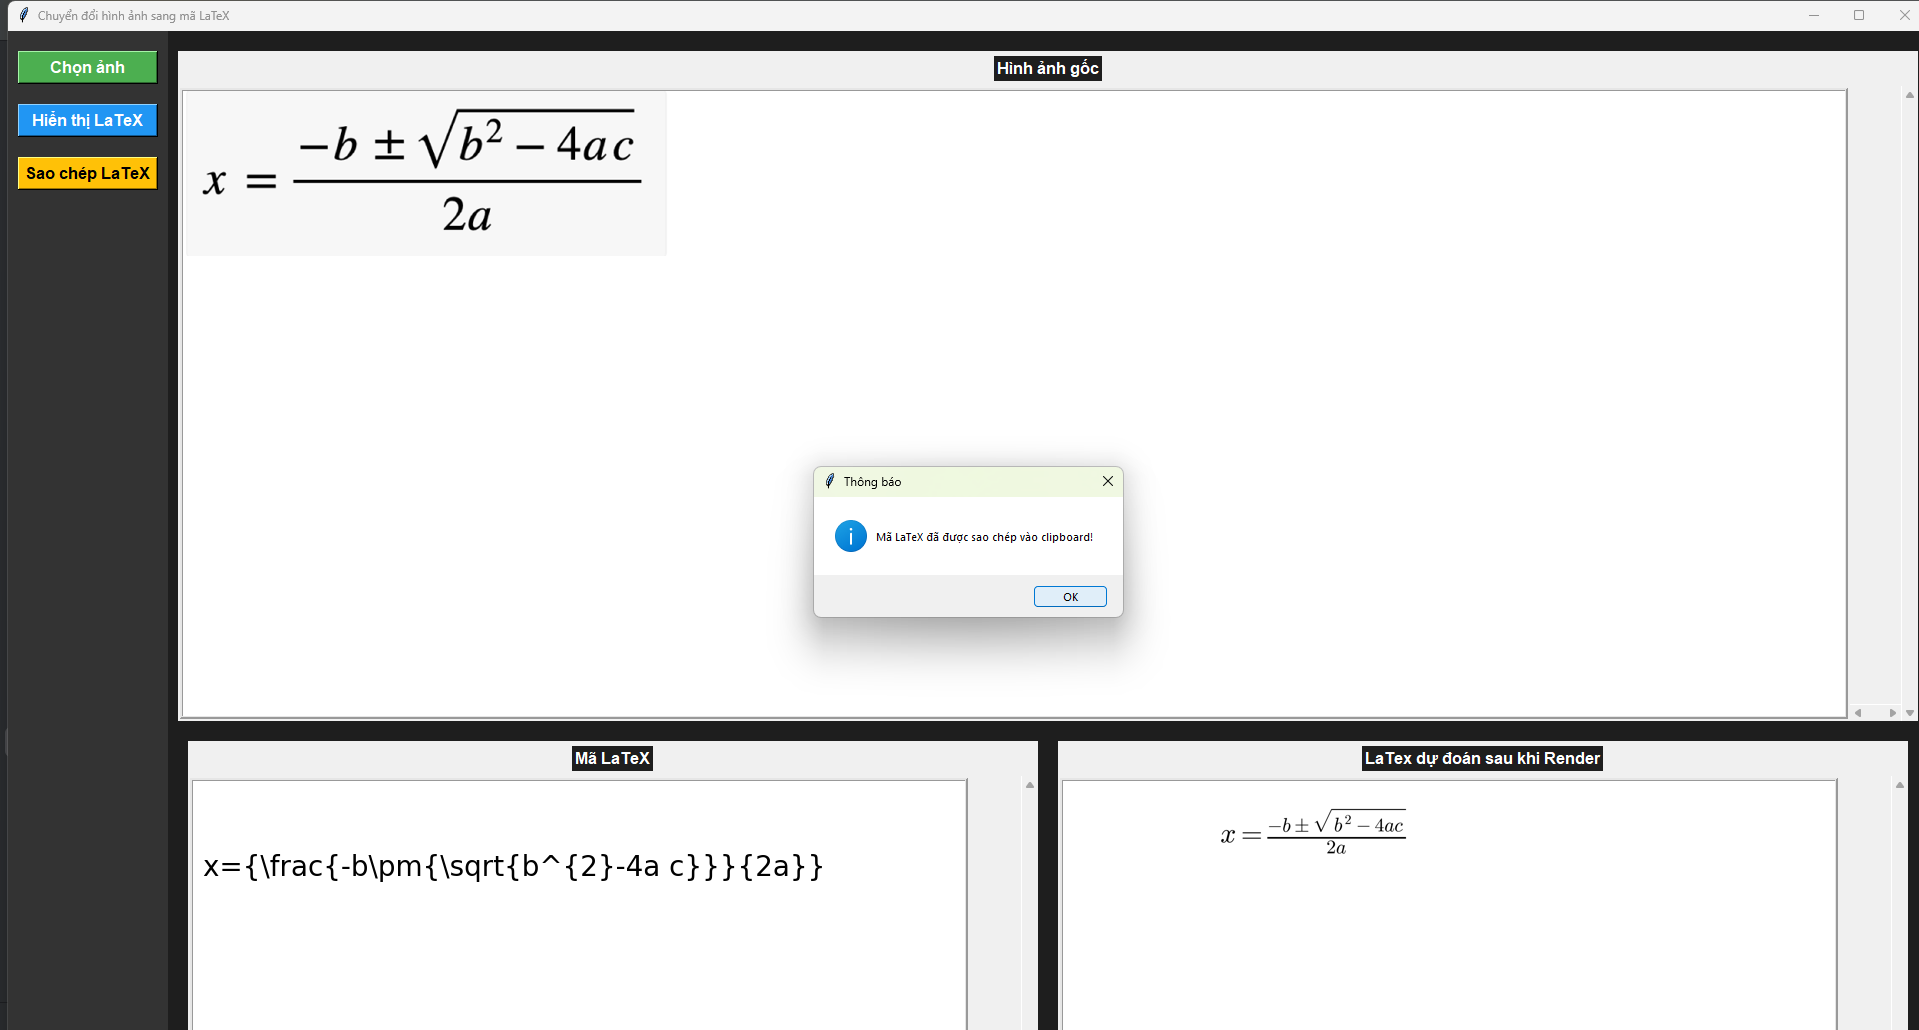 Chuyển đổi hình ảnh sang mã LaTeX
Chọn ảnh
Hiển thị LaTeX
Sao chép LaTeX
Hình ảnh gốc
x = \frac{-b ± \sqrt{b^2 - 4ac}}{2a}
Thông báo
Mã LaTeX đã được sao chép vào clipboard!
OK
Mã LaTeX
x={\frac{-b\pm{\sqrt{b^{2}-4a c}}}{2a}}
LaTex dự đoán sau khi Render
x = \frac{-b ± \sqrt{b^2 - 4ac}}{2a}